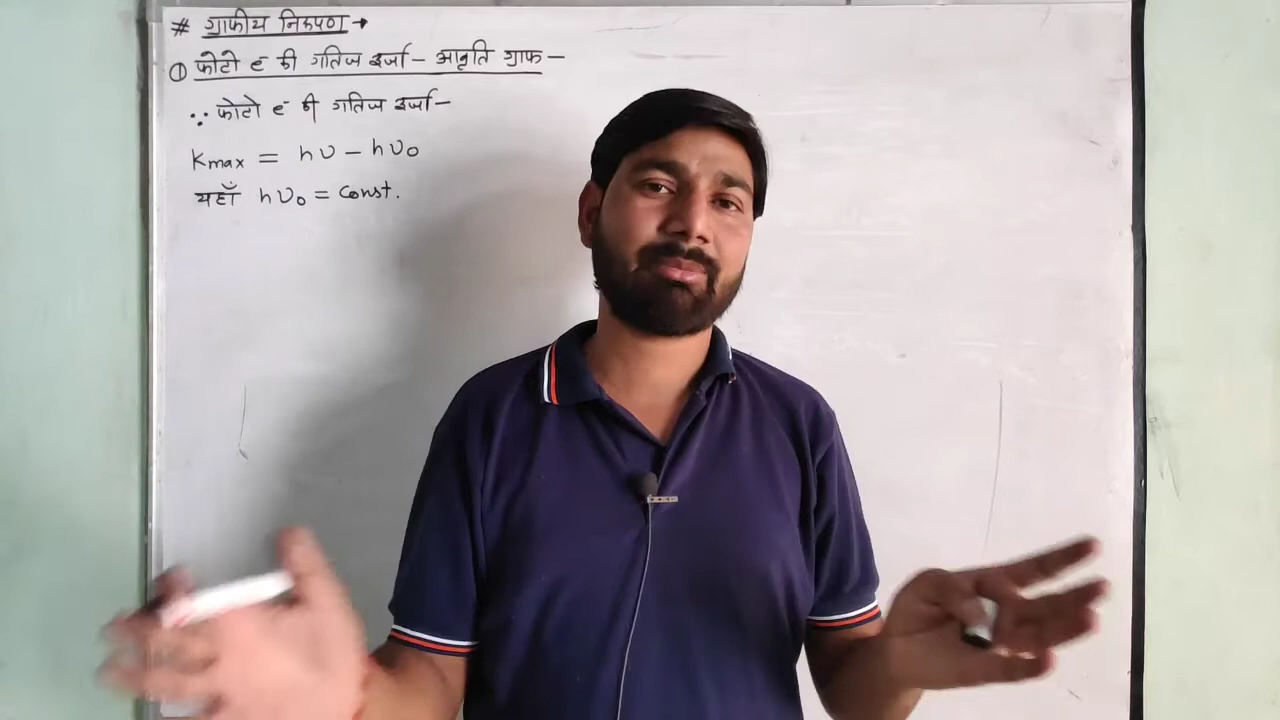 # ग्राफीय निरुपण →
① फोटो e⁻ की गतिज ऊर्जा - आवृति ग्राफ -
∵ फोटो e⁻ की गतिज ऊर्जा -
Kmax = hυ - hυ₀
यहाँ hυ₀ = Const.